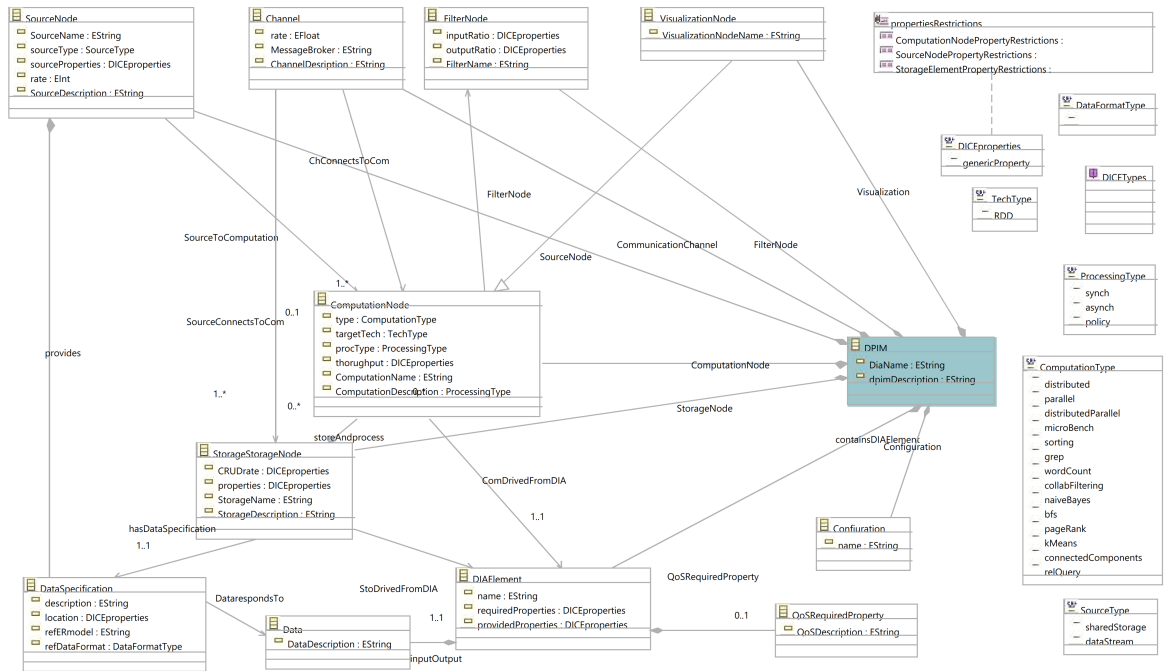 SourceNode
SourceName : EString
sourceType : SourceType
sourceProperties : DICEproperties
rate : EInt
SourceDescription : EString
Channel
rate : EFloat
MessageBroker : EString
ChannelDesription : EString
FilterNode
inputRatio : DICEproperties
outputRatio : DICEproperties
FilterName : EString
VisualizationNode
VisualizationNodeName : EString
propertiesRestrictions
ComputationNodePropertyRestrictions :
SourceNodePropertyRestrictions :
StorageElementPropertyRestrictions :
DataFormatType
DICEproperties
genericProperty
DICETypes
TechType
RDD
ChConnectsToCom
FilterNode
Visualization
SourceToComputation
CommunicationChannel
FilterNode
SourceNode
1..*
0..1
SourceConnectsToCom
provides
ComputationNode
type : ComputationType
targetTech : TechType
procType : ProcessingType
thorughput : DICEproperties
ComputationName : EString
ComputationDescription : ProcessingType
0..*
ProcessingType
synch
asynch
policy
DPIM
DiaName : EString
dpimDescription : EString
ComputationNode
StorageNode
1..*
0..*
storeAndprocess
containsDIAElement
Configuration
ComputationType
distributed
parallel
distributedParallel
microBench
sorting
grep
wordCount
collabFiltering
naiveBayes
bfs
pageRank
kMeans
connectedComponents
relQuery
StorageStorageNode
CRUDrate : DICEproperties
properties : DICEproperties
StorageName : EString
StorageDescription : EString
ComDrivedFromDIA
1..1
hasDataSpecification
1..1
Confiuration
name : EString
DataSpecification
description : EString
location : DICEproperties
refERmodel : EString
refDataFormat : DataFormatType
DatarespondsTo
StoDrivedFromDIA
1..1
Data
DataDescription : EString
inputOutput
DIAElement
name : EString
requiredProperties : DICEproperties
providedProperties : DICEproperties
QoSRequiredProperty
0..1
QoSRequiredProperty
QoSDescription : EString
SourceType
sharedStorage
dataStream